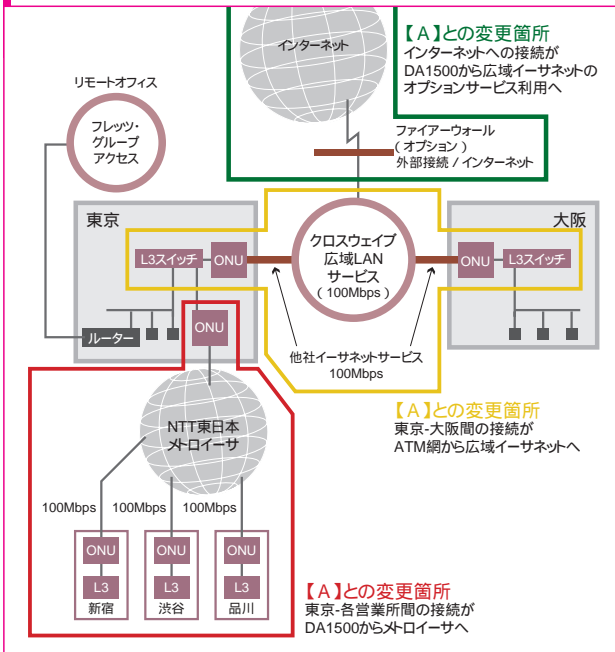 インターネット
【A】との変更箇所
インターネットへの接続が
DA1500から広域イーサネットの
オプションサービス利用へ
リモートオフィス
フレッツ・
グループ
アクセス
ファイアーウォール
(オプション)
外部接続 / インターネット
東京
大阪
L3スイッチ
ONU
クロスウェイブ
広域LAN
サービス
(100Mbps)
ONU
L3スイッチ
ルーター
ONU
他社イーサネットサービス
100Mbps
【A】との変更箇所
東京-大阪間の接続が
ATM網から広域イーサネットへ
NTT東日本
メトロイーサ
100Mbps
100Mbps
100Mbps
ONU
ONU
ONU
L3
L3
L3
新宿
渋谷
品川
【A】との変更箇所
東京-各営業所間の接続が
DA1500からメトロイーサへ